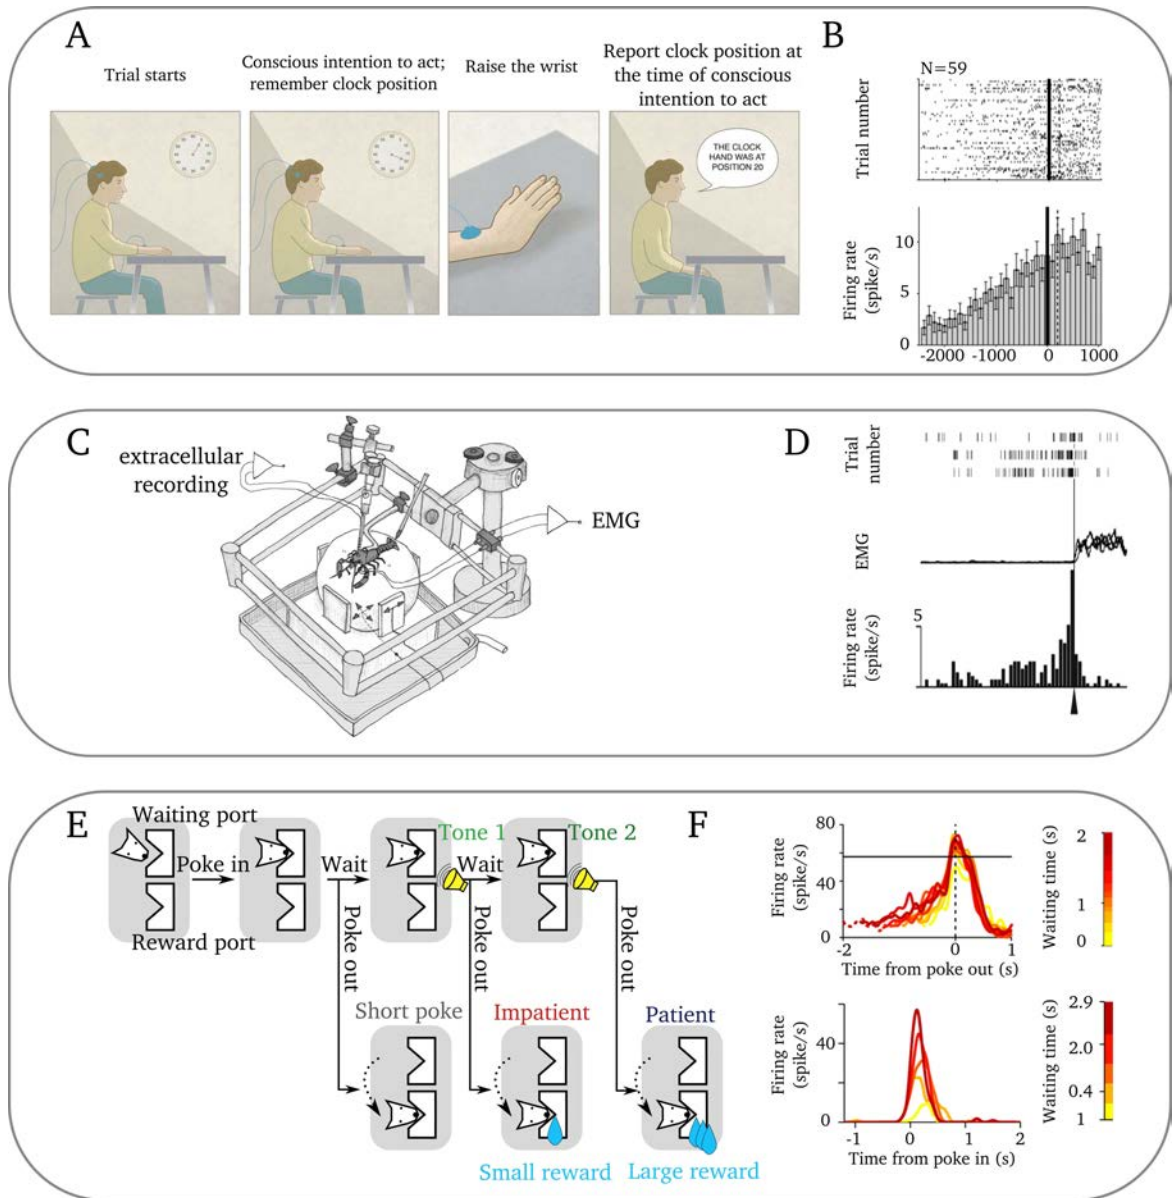 A
Trial starts
Conscious intention to act;
remember clock position
Raise the wrist
Report clock position at
the time of conscious
intention to act
THE CLOCK
HAND WAS AT
POSITION 20
B
N=59
Trial number
Firing rate
(spike/s)
10
5
0
-2000 -1000 0 1000
C
extracellular
recording
EMG
D
Trial
number
EMG
Firing rate
(spike/s)
5
E
Waiting port
Poke in
Reward port
Wait
Tone 1
Wait
Tone 2
Poke out
Poke out
Poke out
Short poke
Impatient
Patient
Small reward
Large reward
F
Firing rate
(spike/s)
80
40
0
-2 0 1
Time from poke out (s)
Waiting time (s)
2
1
0
Firing rate
(spike/s)
40
0
-1 0 1 2
Time from poke in (s)
Waiting time (s)
2.9
2.0
0.4
1